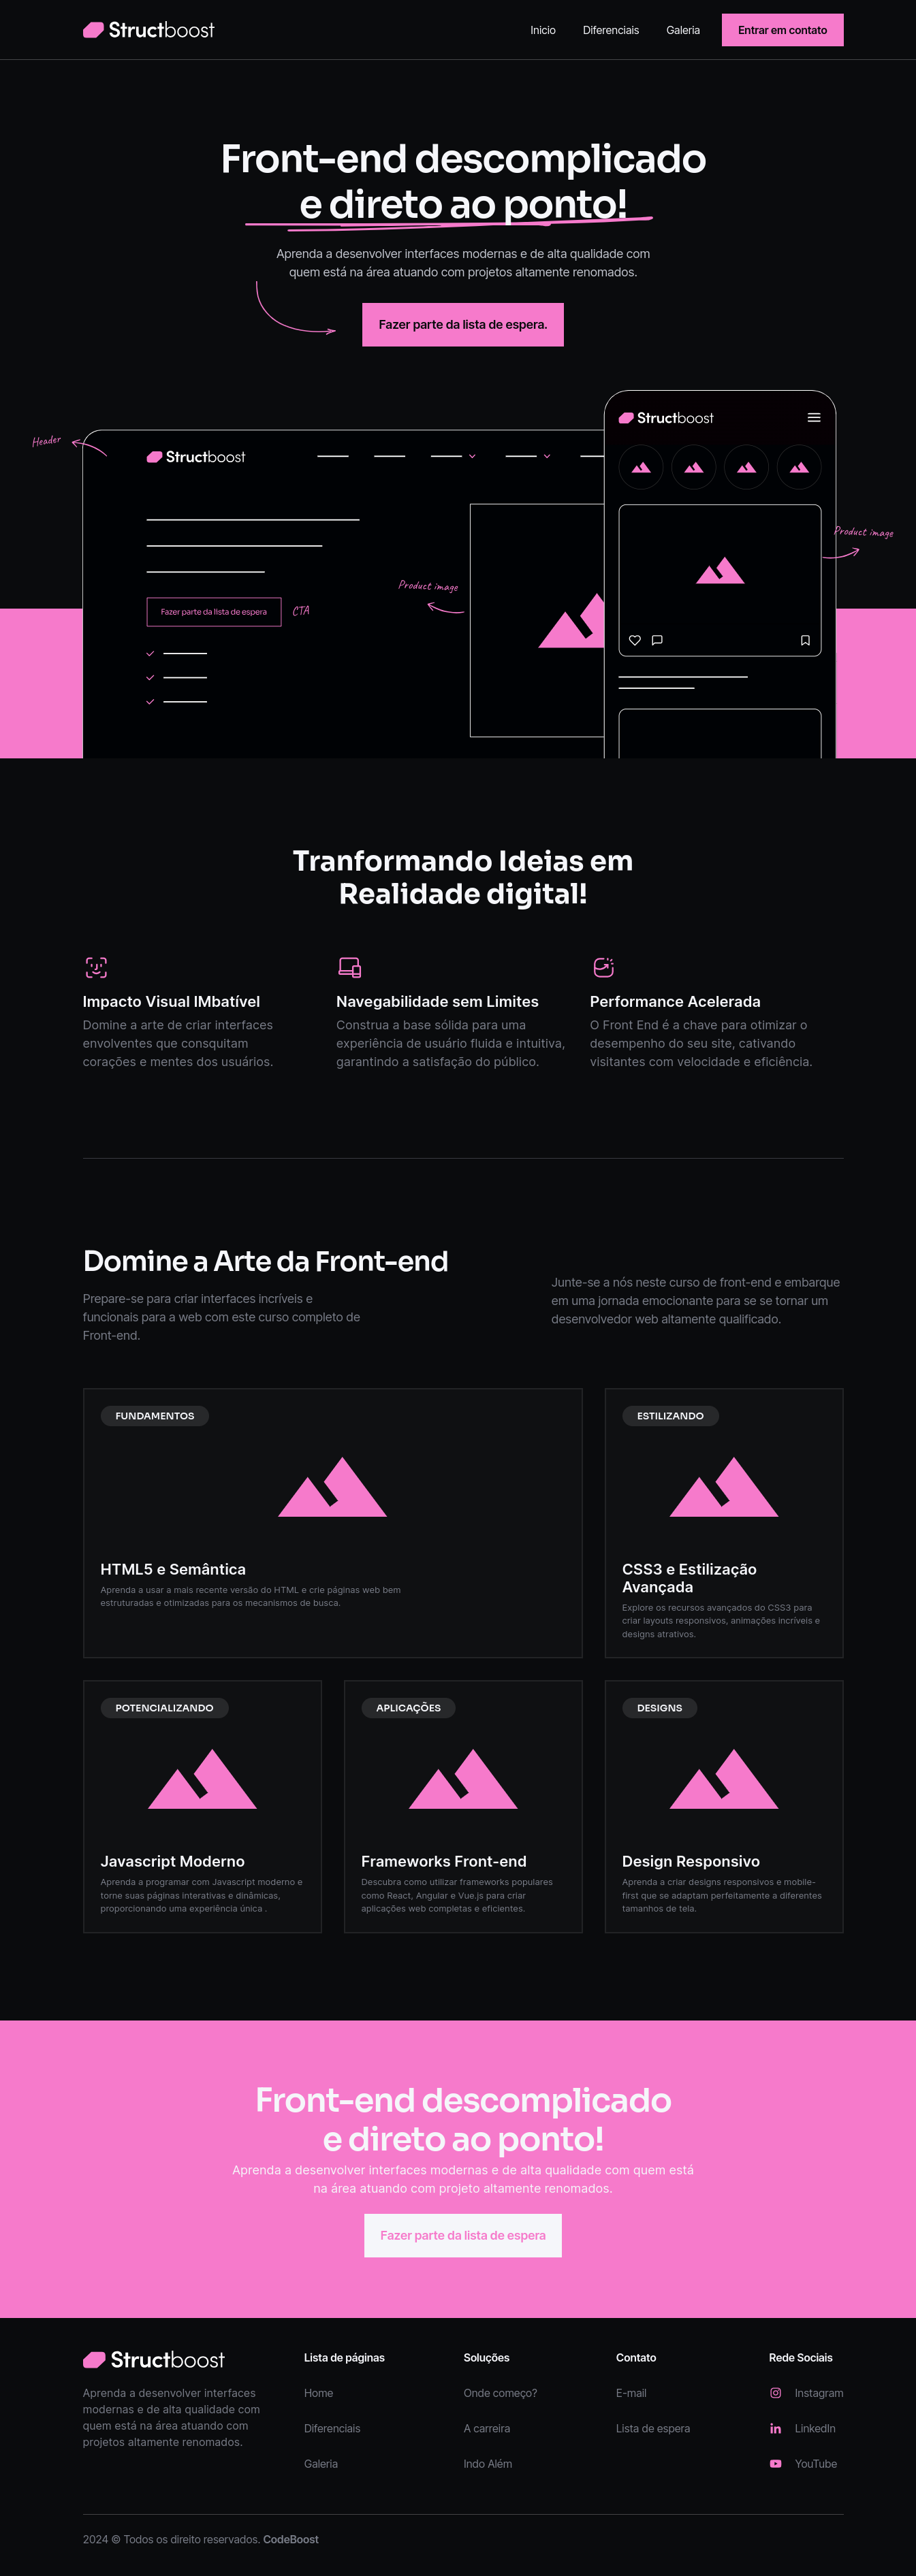 Structboost
Inicio
Diferenciais
Galeria
Entrar em contato
Front-end descomplicado
e direto ao ponto!
Aprenda a desenvolver interfaces modernas e de alta qualidade com
quem está na área atuando com projetos altamente renomados.
Fazer parte da lista de espera.
Header
Structboost
Structboost
Product image
Product image
Fazer parte da lista de espera
CTA
Tranformando Ideias em
Realidade digital!
Impacto Visual IMbatível
Domine a arte de criar interfaces
envolventes que consquitam
corações e mentes dos usuários.
Navegabilidade sem Limites
Construa a base sólida para uma
experiência de usuário fluida e intuitiva,
garantindo a satisfação do público.
Performance Acelerada
O Front End é a chave para otimizar o
desempenho do seu site, cativando
visitantes com velocidade e eficiência.
Domine a Arte da Front-end
Prepare-se para criar interfaces incríveis e
funcionais para a web com este curso completo de
Front-end.
Junte-se a nós neste curso de front-end e embarque
em uma jornada emocionante para se se tornar um
desenvolvedor web altamente qualificado.
FUNDAMENTOS
HTML5 e Semântica
Aprenda a usar a mais recente versão do HTML e crie páginas web bem
estruturadas e otimizadas para os mecanismos de busca.
ESTILIZANDO
CSS3 e Estilização
Avançada
Explore os recursos avançados do CSS3 para
criar layouts responsivos, animações incríveis e
designs atrativos.
POTENCIALIZANDO
Javascript Moderno
Aprenda a programar com Javascript moderno e
torne suas páginas interativas e dinâmicas,
proporcionando uma experiência única .
APLICAÇÕES
Frameworks Front-end
Descubra como utilizar frameworks populares
como React, Angular e Vue.js para criar
aplicações web completas e eficientes.
DESIGNS
Design Responsivo
Aprenda a criar designs responsivos e mobile-
first que se adaptam perfeitamente a diferentes
tamanhos de tela.
Front-end descomplicado
e direto ao ponto!
Aprenda a desenvolver interfaces modernas e de alta qualidade com quem está
na área atuando com projeto altamente renomados.
Fazer parte da lista de espera
Structboost
Aprenda a desenvolver interfaces
modernas e de alta qualidade com
quem está na área atuando com
projetos altamente renomados.
Lista de páginas
Home
Diferenciais
Galeria
Soluções
Onde começo?
A carreira
Indo Além
Contato
E-mail
Lista de espera
Rede Sociais
Instagram
LinkedIn
YouTube
2024 © Todos os direito reservados. CodeBoost